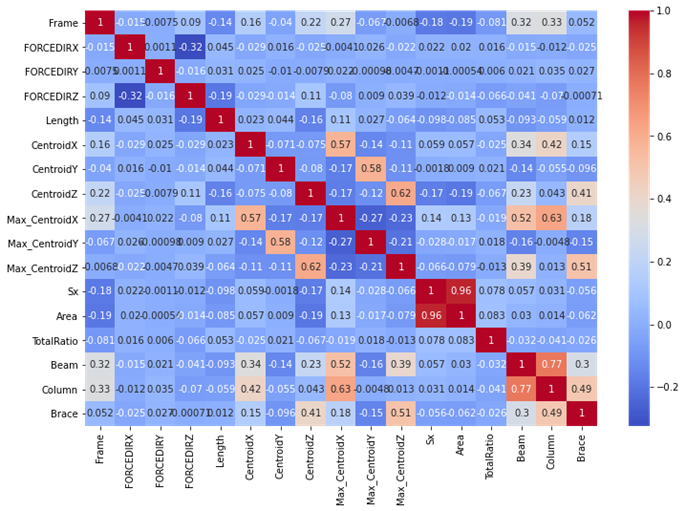 Frame 1 -0.015 0.0075 0.09 -0.14 0.16 -0.04 0.22 0.27 -0.067 0.0068 -0.18 -0.19 -0.081 0.32 0.33 0.052 1.0
FORCEDIRX -0.015 1 0.0011 -0.32 0.045 -0.029 0.016 -0.025 0.0041 0.026 -0.022 0.022 0.02 0.016 -0.015 -0.012 -0.025
FORCEDIRY 0.0075 0.0011 1 -0.016 0.031 0.025 -0.01 0.0079 0.022 0.00098 0.0047 0.0011 0.00054 0.006 0.021 0.035 0.027
0.8
FORCEDIRZ 0.09 -0.32 -0.016 1 -0.19 -0.029 -0.014 0.11 -0.08 0.009 0.039 -0.012 -0.014 -0.066 -0.041 -0.07 0.00071
Length -0.14 0.045 0.031 -0.19 1 0.023 0.044 -0.16 0.11 0.027 -0.064 -0.098 -0.085 0.053 -0.093 -0.059 0.012
CentroidX 0.16 -0.029 0.025 -0.029 0.023 1 -0.071 -0.075 0.57 -0.14 -0.11 0.059 0.057 -0.025 0.34 0.42 0.15
0.6
CentroidY -0.04 0.016 -0.01 -0.014 0.044 -0.071 1 -0.08 -0.17 0.58 -0.11 0.0018 0.009 0.021 -0.14 -0.055 -0.096
CentroidZ 0.22 -0.025 0.0079 0.11 -0.16 -0.075 -0.08 1 -0.17 -0.12 0.62 -0.17 -0.19 -0.067 0.23 0.043 0.41
0.4
Max_CentroidX 0.27 -0.0041 0.022 -0.08 0.11 0.57 -0.17 -0.17 1 -0.27 -0.23 0.14 0.13 -0.019 0.52 0.63 0.18
Max_CentroidY -0.067 0.026 0.00098 0.009 0.027 -0.14 0.58 -0.12 -0.27 1 -0.21 -0.028 -0.017 0.018 -0.16 -0.0048 0.15
0.2
Max_CentroidZ 0.0068 -0.022 0.0047 0.039 -0.064 -0.11 -0.11 0.62 -0.23 -0.21 1 -0.066 -0.079 -0.013 0.39 0.013 0.51
Sx -0.18 0.022 0.0011 0.012 -0.098 0.059 0.0018 -0.17 0.14 -0.028 -0.066 1 0.96 0.078 0.057 0.031 -0.056
Area -0.19 0.02 0.00054 0.014 -0.085 0.057 0.009 -0.19 0.13 -0.017 -0.079 0.96 1 0.083 0.03 0.014 -0.062
0.0
TotalRatio -0.081 0.016 0.006 -0.066 0.053 -0.025 0.021 -0.067 -0.019 0.018 -0.013 0.078 0.083 1 -0.032 -0.041 -0.026
Beam 0.32 -0.015 0.021 -0.041 -0.093 0.34 -0.14 0.23 0.52 -0.16 0.39 0.057 0.03 -0.032 1 0.77 0.3
Column 0.33 -0.012 0.035 -0.07 -0.059 0.42 -0.055 0.043 0.63 -0.0048 0.013 0.031 0.014 -0.041 0.77 1 0.49
−0.2
Brace 0.052 -0.025 0.027 0.00071 0.012 0.15 -0.096 0.41 0.18 -0.15 0.51 -0.056 -0.062 -0.026 0.3 0.49 1
Frame FORCEDIRX FORCEDIRY FORCEDIRZ Length CentroidX CentroidY CentroidZ Max_CentroidX Max_CentroidY Max_CentroidZ Sx Area TotalRatio Beam Column Brace